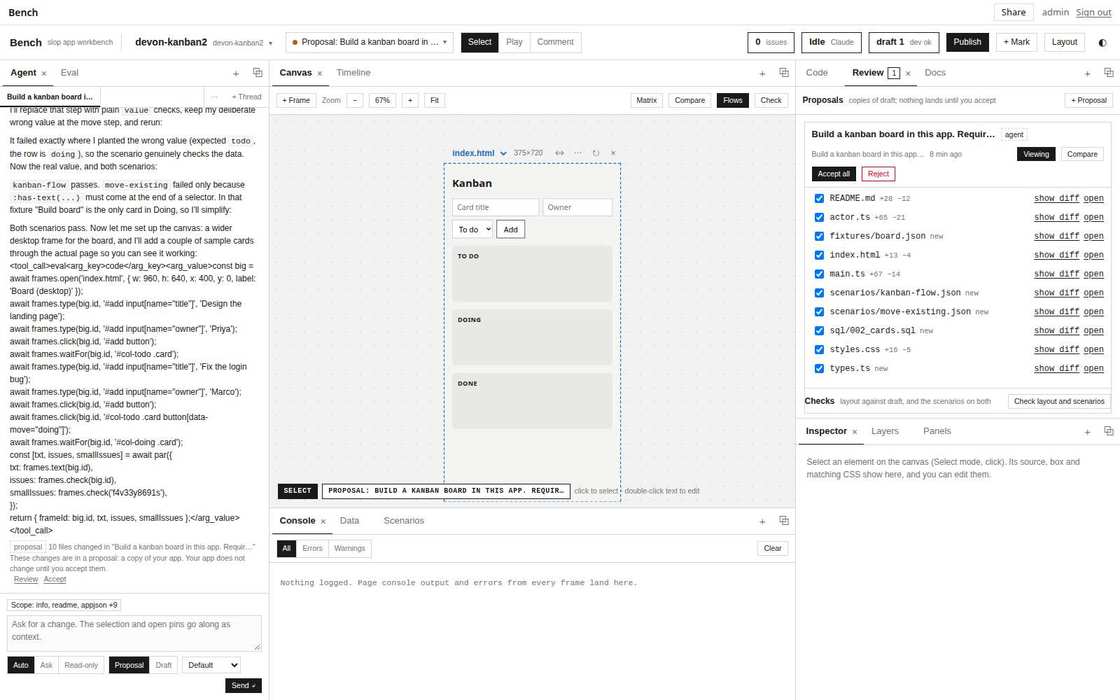 Bench
Share admin Sign out
Bench slop app workbench devon-kanban2 devon-kanban2 ▾ Proposal: Build a kanban board in … ▾ Select Play Comment 0 issues Idle Claude draft 1 dev ok Publish + Mark Layout
Agent × Eval +
Build a kanban board i… ··· + Thread
I'll replace that step with plain value checks, keep my deliberate
wrong value at the move step, and rerun:
It failed exactly where I planted the wrong value (expected todo,
the row is doing), so the scenario genuinely checks the data.
Now the real value, and both scenarios:
kanban-flow passes. move-existing failed only because
:has-text(...) must come at the end of a selector. In that
fixture "Build board" is the only card in Doing, so I'll simplify:
Both scenarios pass. Now let me set up the canvas: a wider
desktop frame for the board, and I'll add a couple of sample cards
through the actual page so you can see it working:
<tool_call>eval<arg_key>code</arg_key><arg_value>const big =
await frames.open('index.html', { w: 960, h: 640, x: 400, y: 0, label:
'Board (desktop)' });
await frames.type(big.id, '#add input[name="title"]', 'Design the
landing page');
await frames.type(big.id, '#add input[name="owner"]', 'Priya');
await frames.click(big.id, '#add button');
await frames.waitFor(big.id, '#col-todo .card');
await frames.type(big.id, '#add input[name="title"]', 'Fix the login
bug');
await frames.type(big.id, '#add input[name="owner"]', 'Marco');
await frames.click(big.id, '#add button');
await frames.click(big.id, '#col-todo .card button[data-
move="doing"]');
await frames.waitFor(big.id, '#col-doing .card');
const [txt, issues, smallIssues] = await par({
txt: frames.text(big.id),
issues: frames.check(big.id),
smallIssues: frames.check('f4v33y8691s'),
});
return { frameId: big.id, txt, issues, smallIssues };</arg_value>
</tool_call>
proposal 10 files changed in "Build a kanban board in this app. Requir…"
These changes are in a proposal: a copy of your app. Your app does not
change until you accept them.
Review Accept
Scope: info, readme, appjson +9
Ask for a change. The selection and open pins go along as
context.
Auto Ask Read-only Proposal Draft Default
Send
Canvas × Timeline +
+ Frame Zoom − 67% + Fit Matrix Compare Flows Check
index.html 375×720 ··· ×
Kanban
Card title Owner
To do Add
TO DO
DOING
DONE
SELECT PROPOSAL: BUILD A KANBAN BOARD IN THIS APP. REQUIR… click to select · double-click text to edit
Console × Data Scenarios +
All Errors Warnings Clear
Nothing logged. Page console output and errors from every frame land here.
Code Review 1 × Docs +
Proposals copies of draft; nothing lands until you accept + Proposal
Build a kanban board in this app. Requir… agent
Build a kanban board in this app.… 8 min ago Viewing Compare
Accept all Reject
README.md +28 −12 show diff open
actor.ts +65 −21 show diff open
fixtures/board.json new show diff open
index.html +13 −4 show diff open
main.ts +67 −14 show diff open
scenarios/kanban-flow.json new show diff open
scenarios/move-existing.json new show diff open
sql/002_cards.sql new show diff open
styles.css +16 −5 show diff open
types.ts new show diff open
Checks layout against draft, and the scenarios on both Check layout and scenarios
Inspector × Layers Panels +
Select an element on the canvas (Select mode, click). Its source, box and
matching CSS show here, and you can edit them.